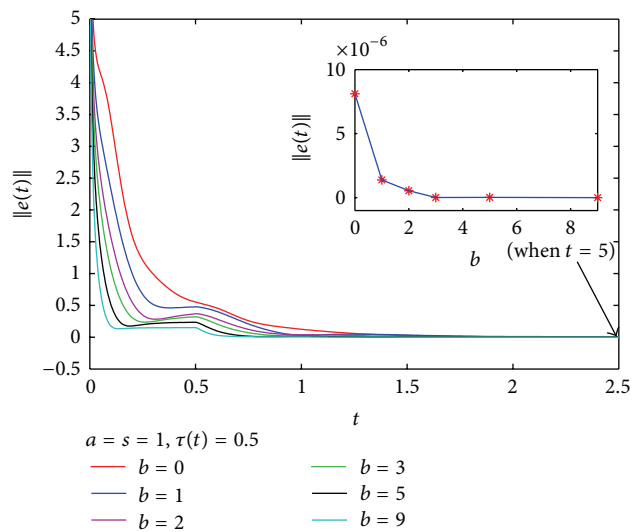 5
4.5
4
3.5
3
2.5
2
1.5
1
0.5
0
−0.5
||e(t)||
0 0.5 1 1.5 2 2.5
t
×10−6
10
5
0
||e(t)||
0 2 4 6 8
b
(when t = 5)
a = s = 1, τ(t) = 0.5
b = 0
b = 1
b = 2
b = 3
b = 5
b = 9